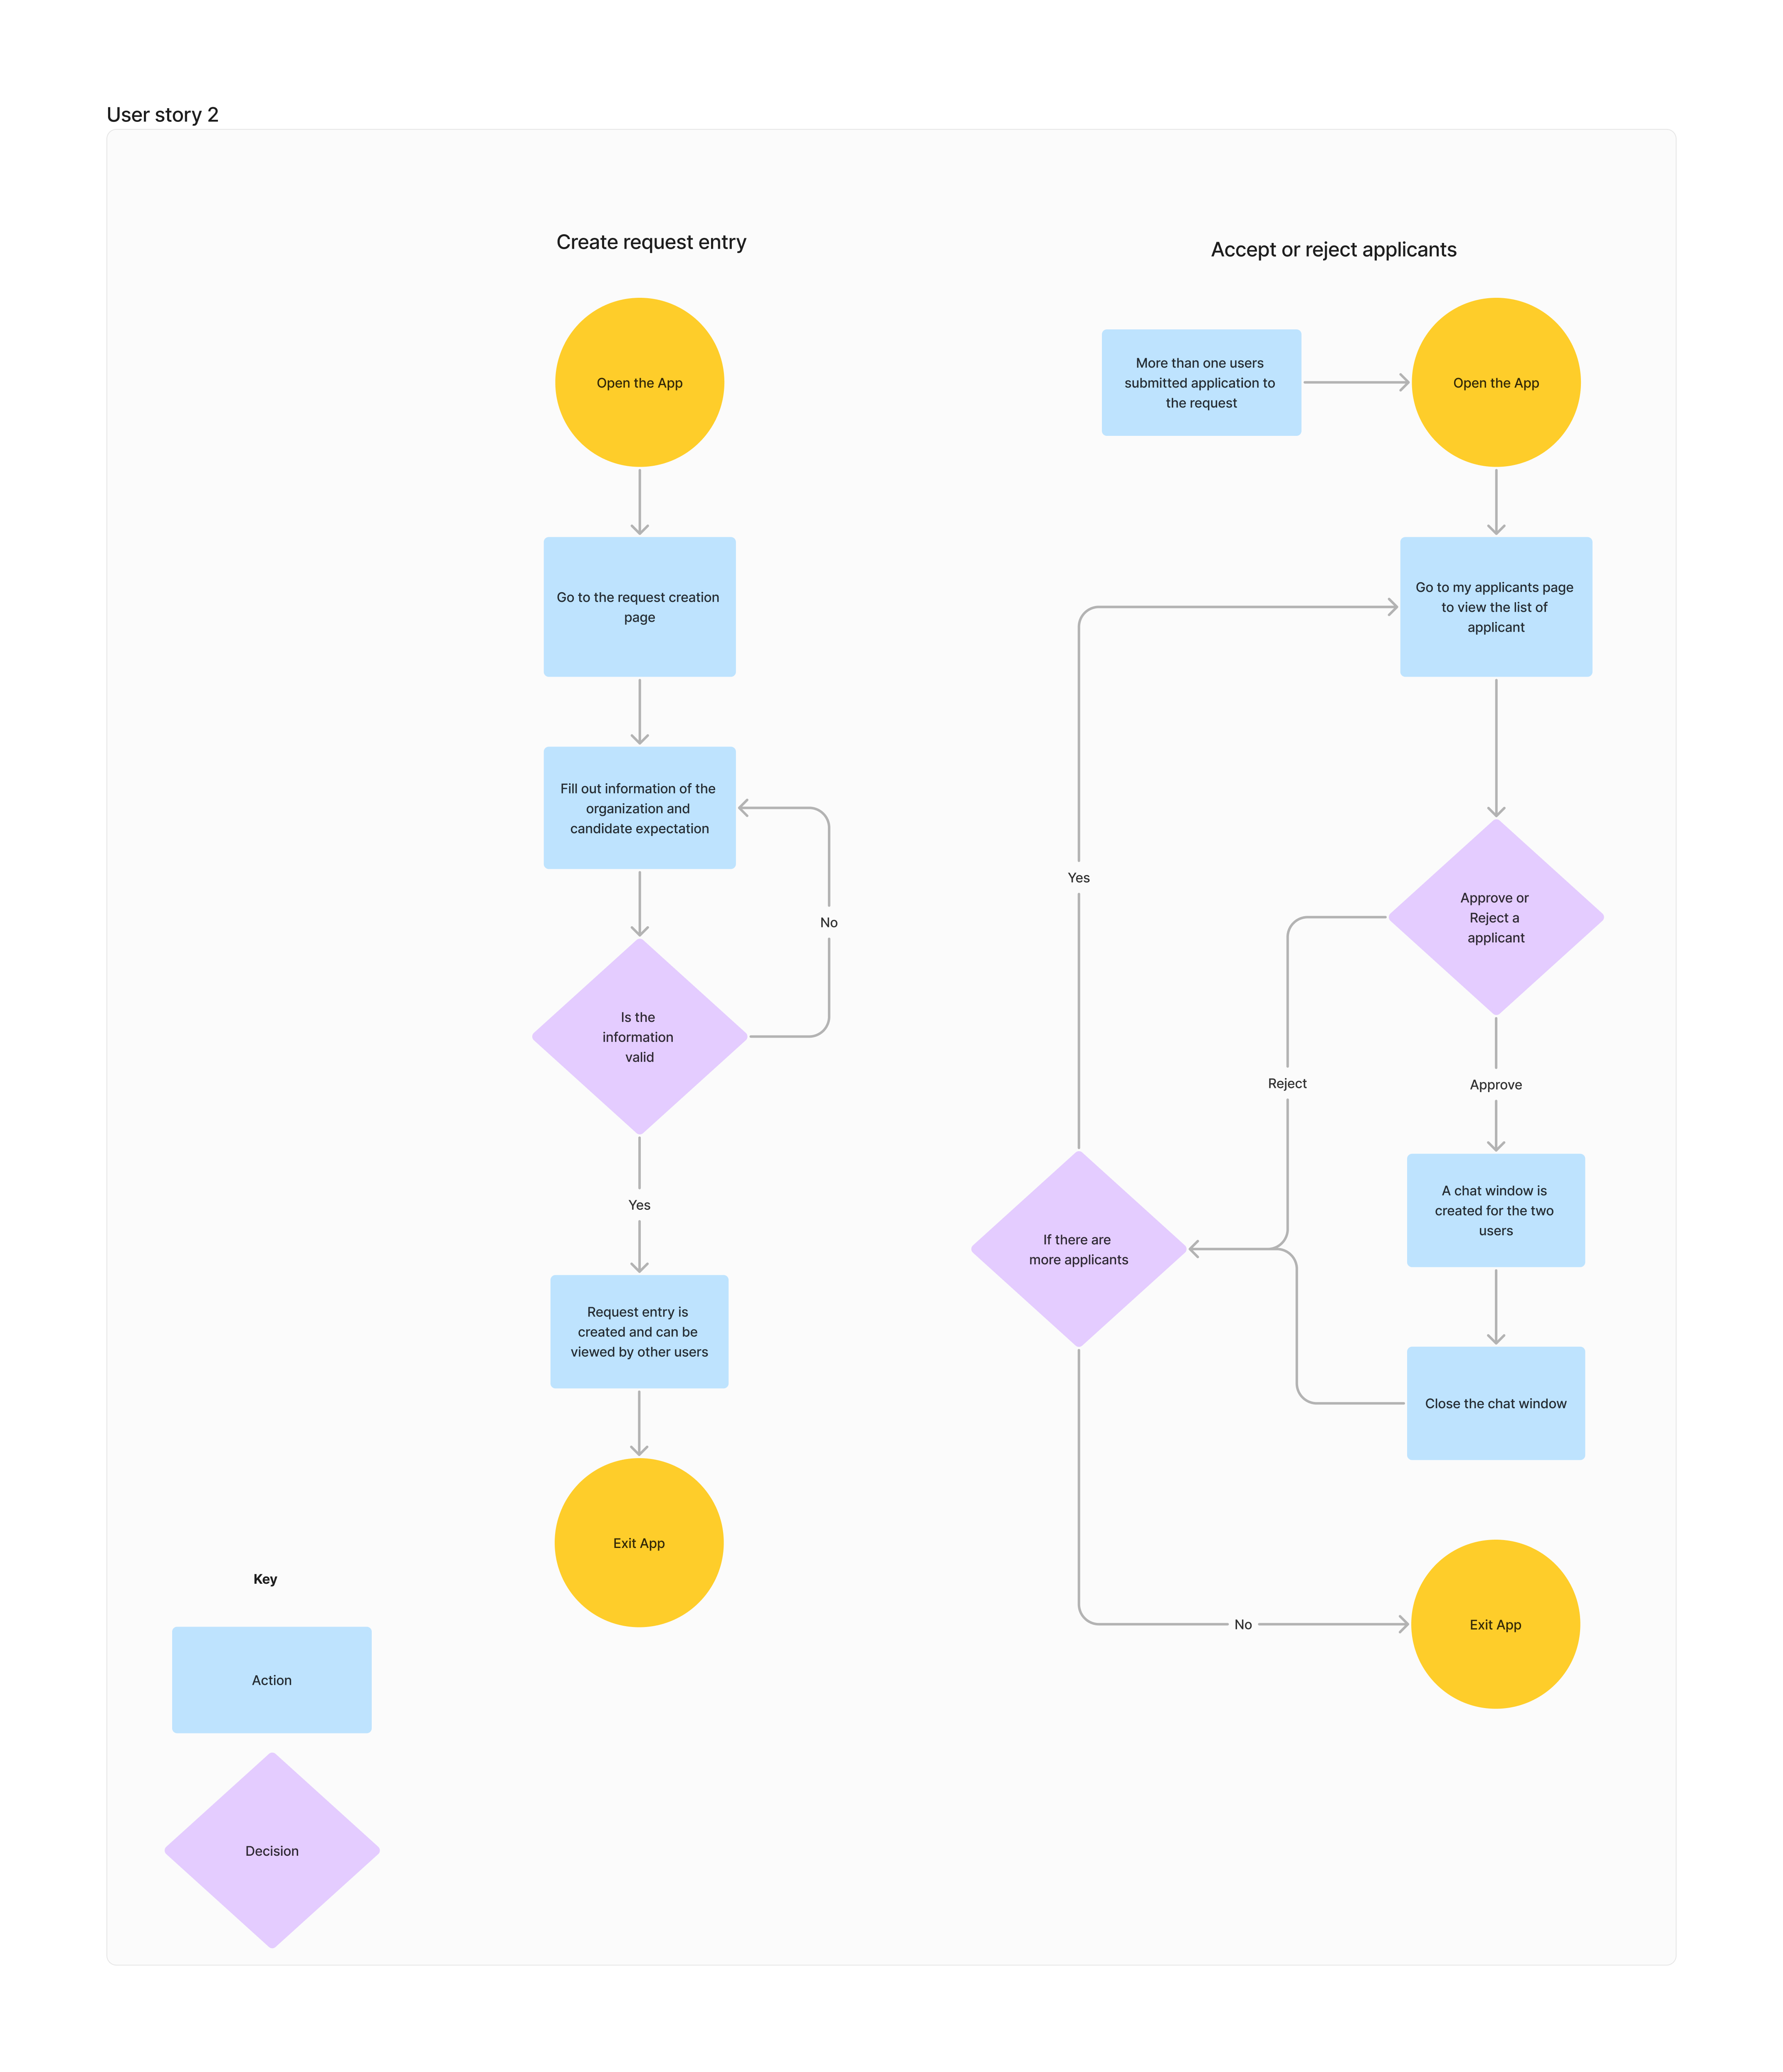 User story 2
Create request entry
Open the App
Go to the request creation
page
Fill out information of the
organization and
candidate expectation
No
Is the
information
valid
Yes
Request entry is
created and can be
viewed by other users
Exit App
Accept or reject applicants
More than one users
submitted application to
the request
Open the App
Go to my applicants page
to view the list of
applicant
Yes
Approve or
Reject a
applicant
Reject
Approve
A chat window is
created for the two
users
If there are
more applicants
Close the chat window
No
Exit App
Key
Action
Decision